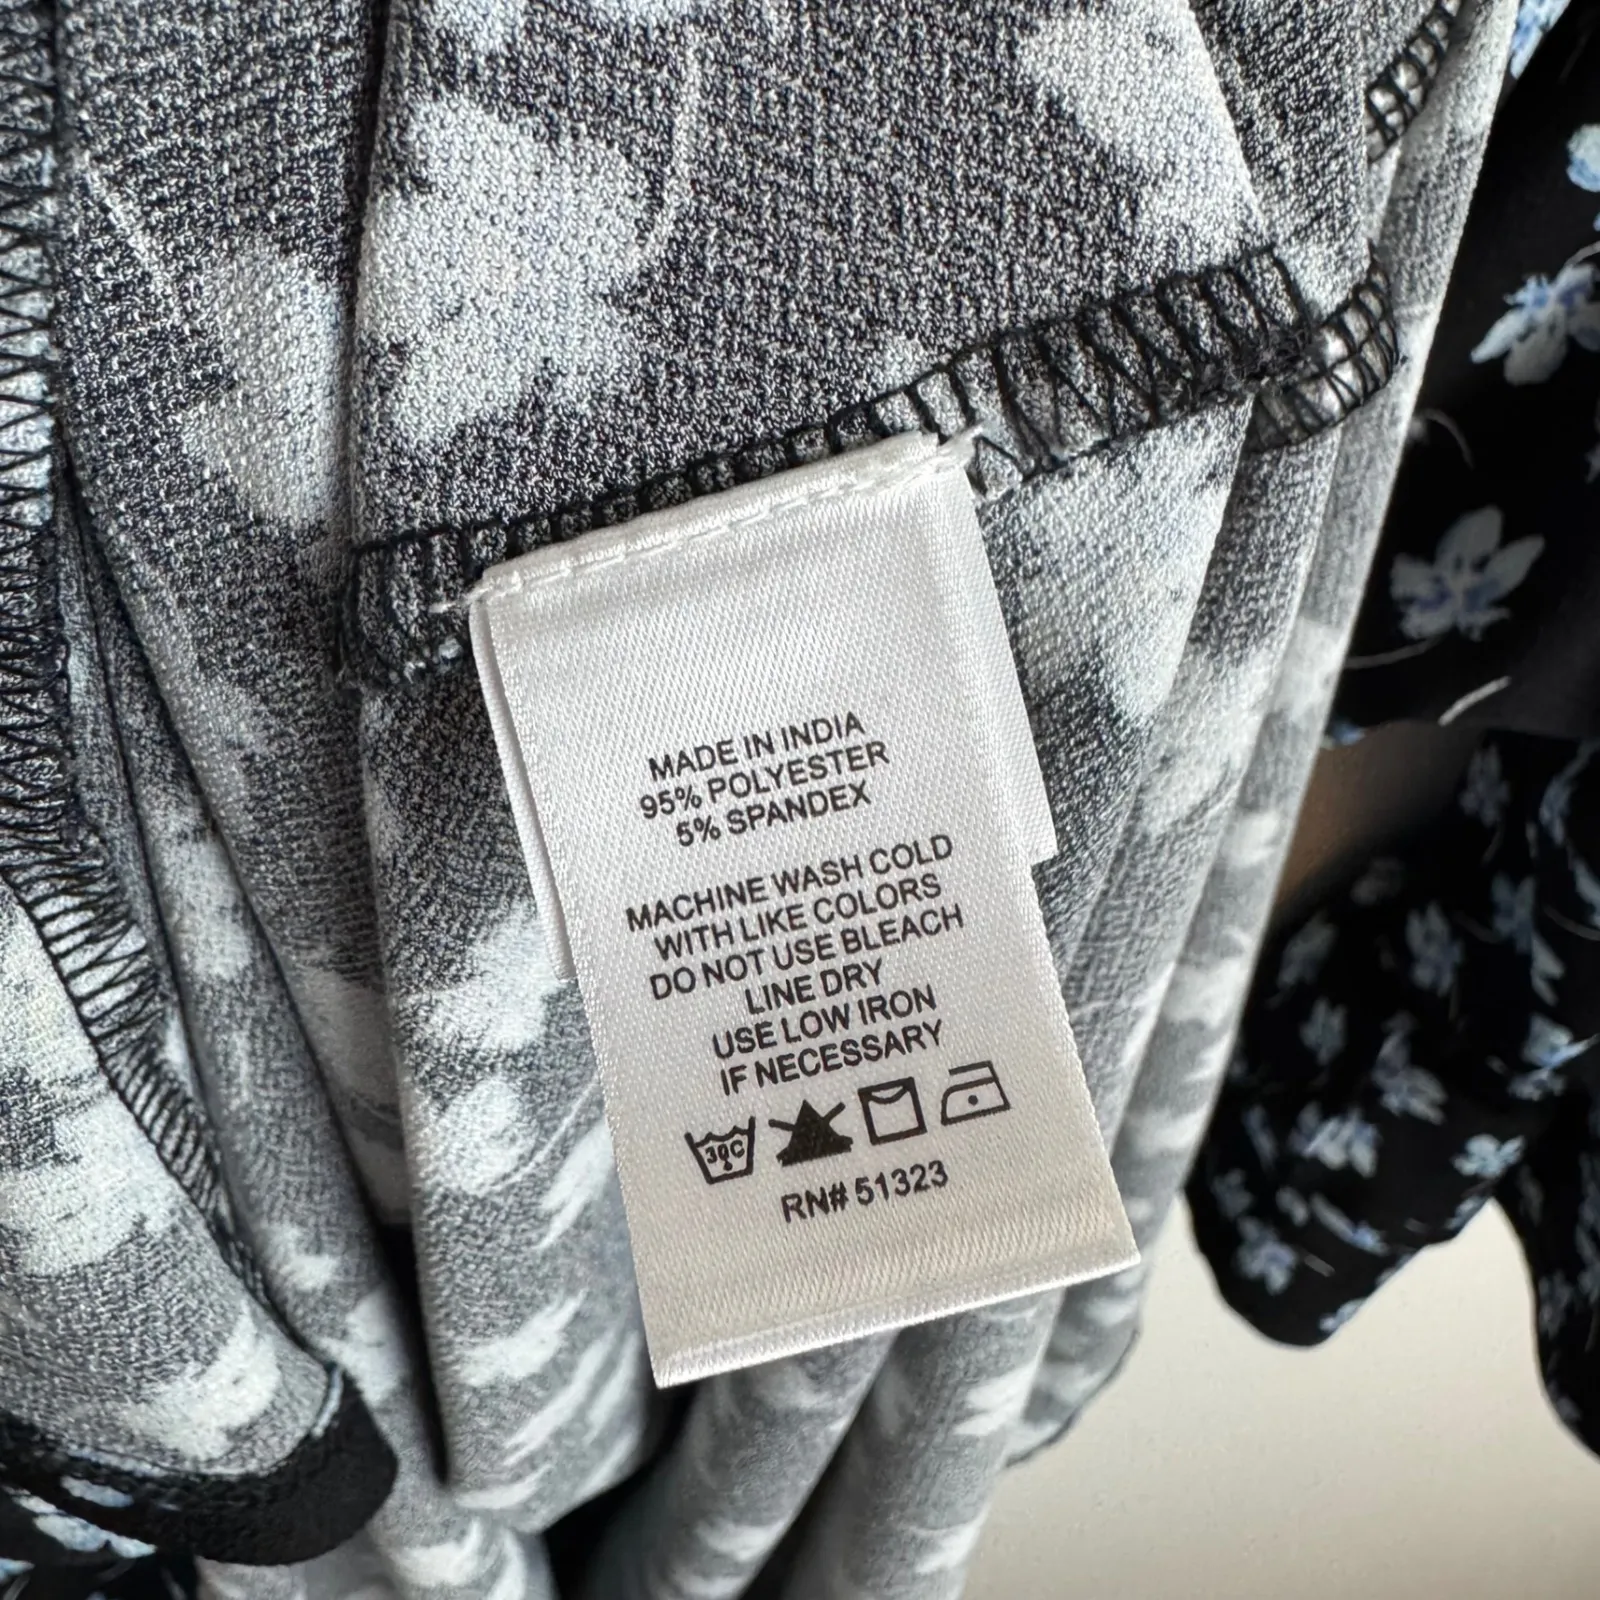 MADE IN INDIA
95% POLYESTER
5% SPANDEX
MACHINE WASH COLD
WITH LIKE COLORS
DO NOT USE BLEACH
LINE DRY
USE LOW IRON
IF NECESSARY
30C
RN# 51323